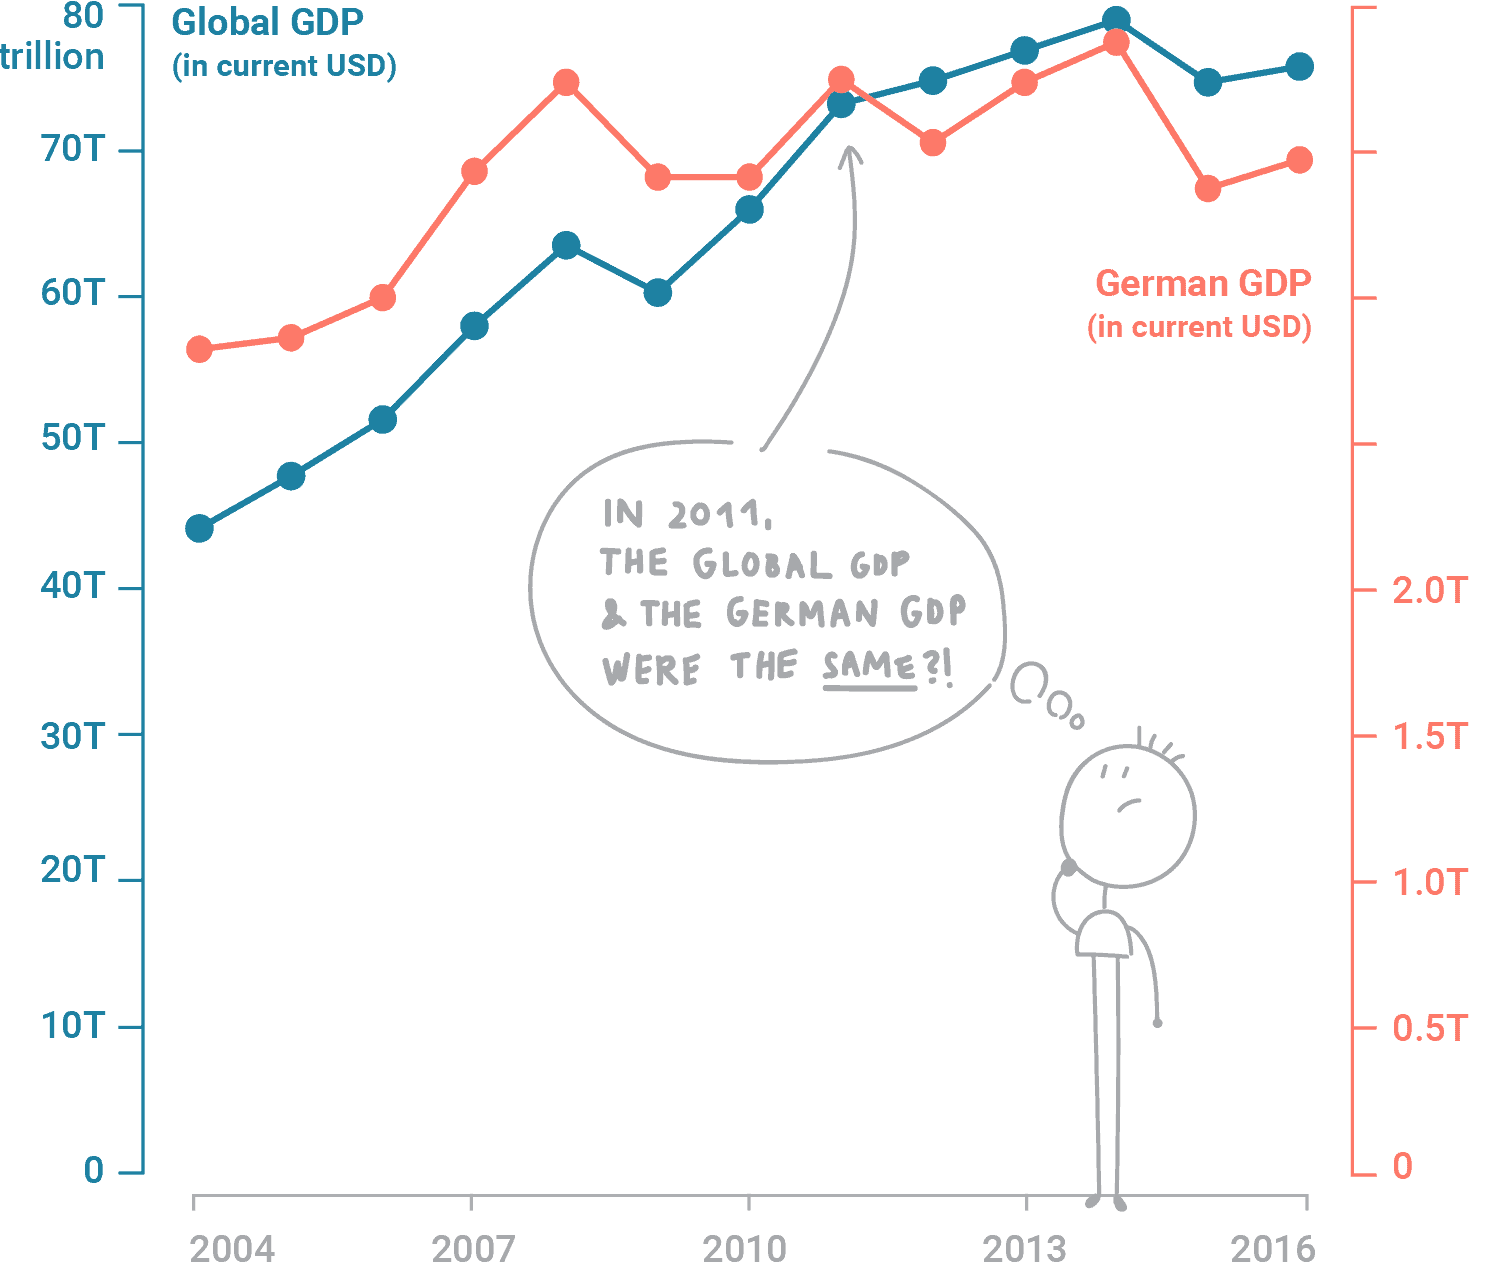 80
trillion
Global GDP
(in current USD)
70T
60T
50T
40T
30T
20T
10T
0
German GDP
(in current USD)
IN 2011,
THE GLOBAL GDP
& THE GERMAN GDP
WERE THE SAME?!
2.0T
1.5T
1.0T
0.5T
0
2004 2007 2010 2013 2016